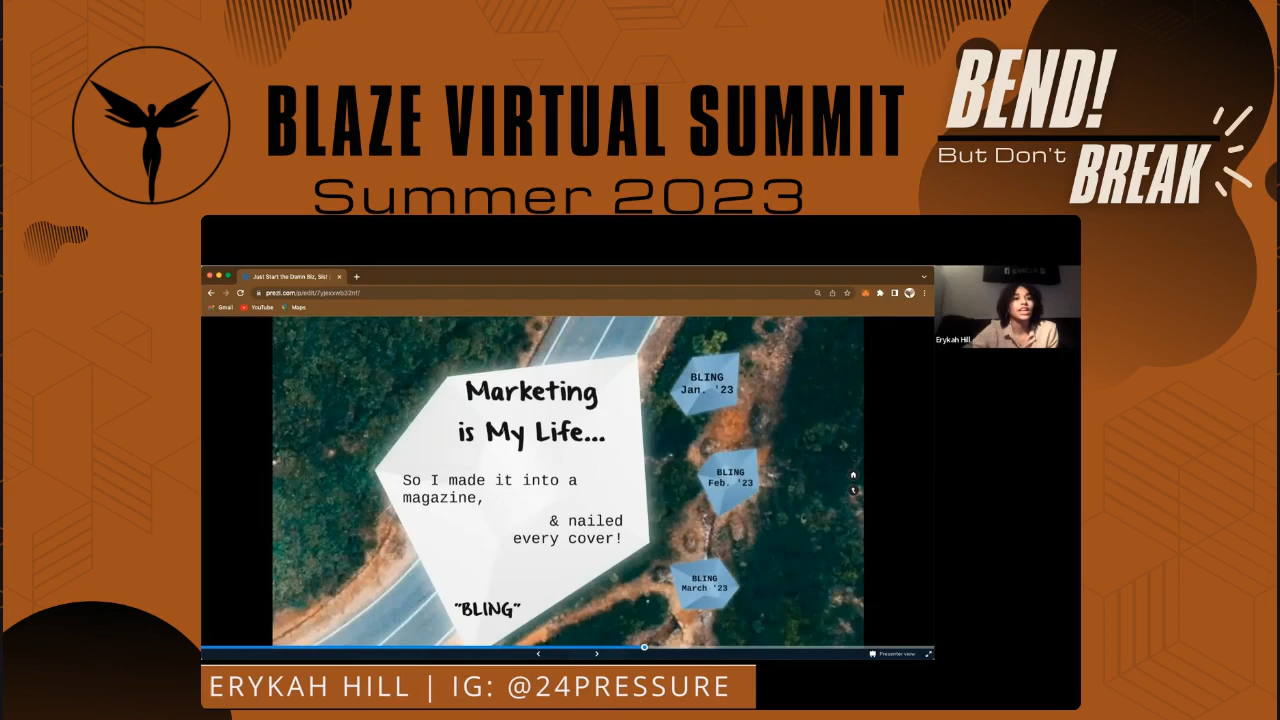 BLAZE VIRTUAL SUMMIT
Summer 2023
BEND!
But Don't
BREAK
Just Start the Damn Biz, Sis! |
prezi.com/p/edit/7yjexxwb32nf/
Gmail
YouTube
Maps
Marketing
is My Life...
So I made it into a
magazine,
& nailed
every cover!
"BLING"
BLING
Jan. '23
BLING
Feb. '23
BLING
March '23
Presenter view
Erykah Hill
ERYKAH HILL | IG: @24PRESSURE